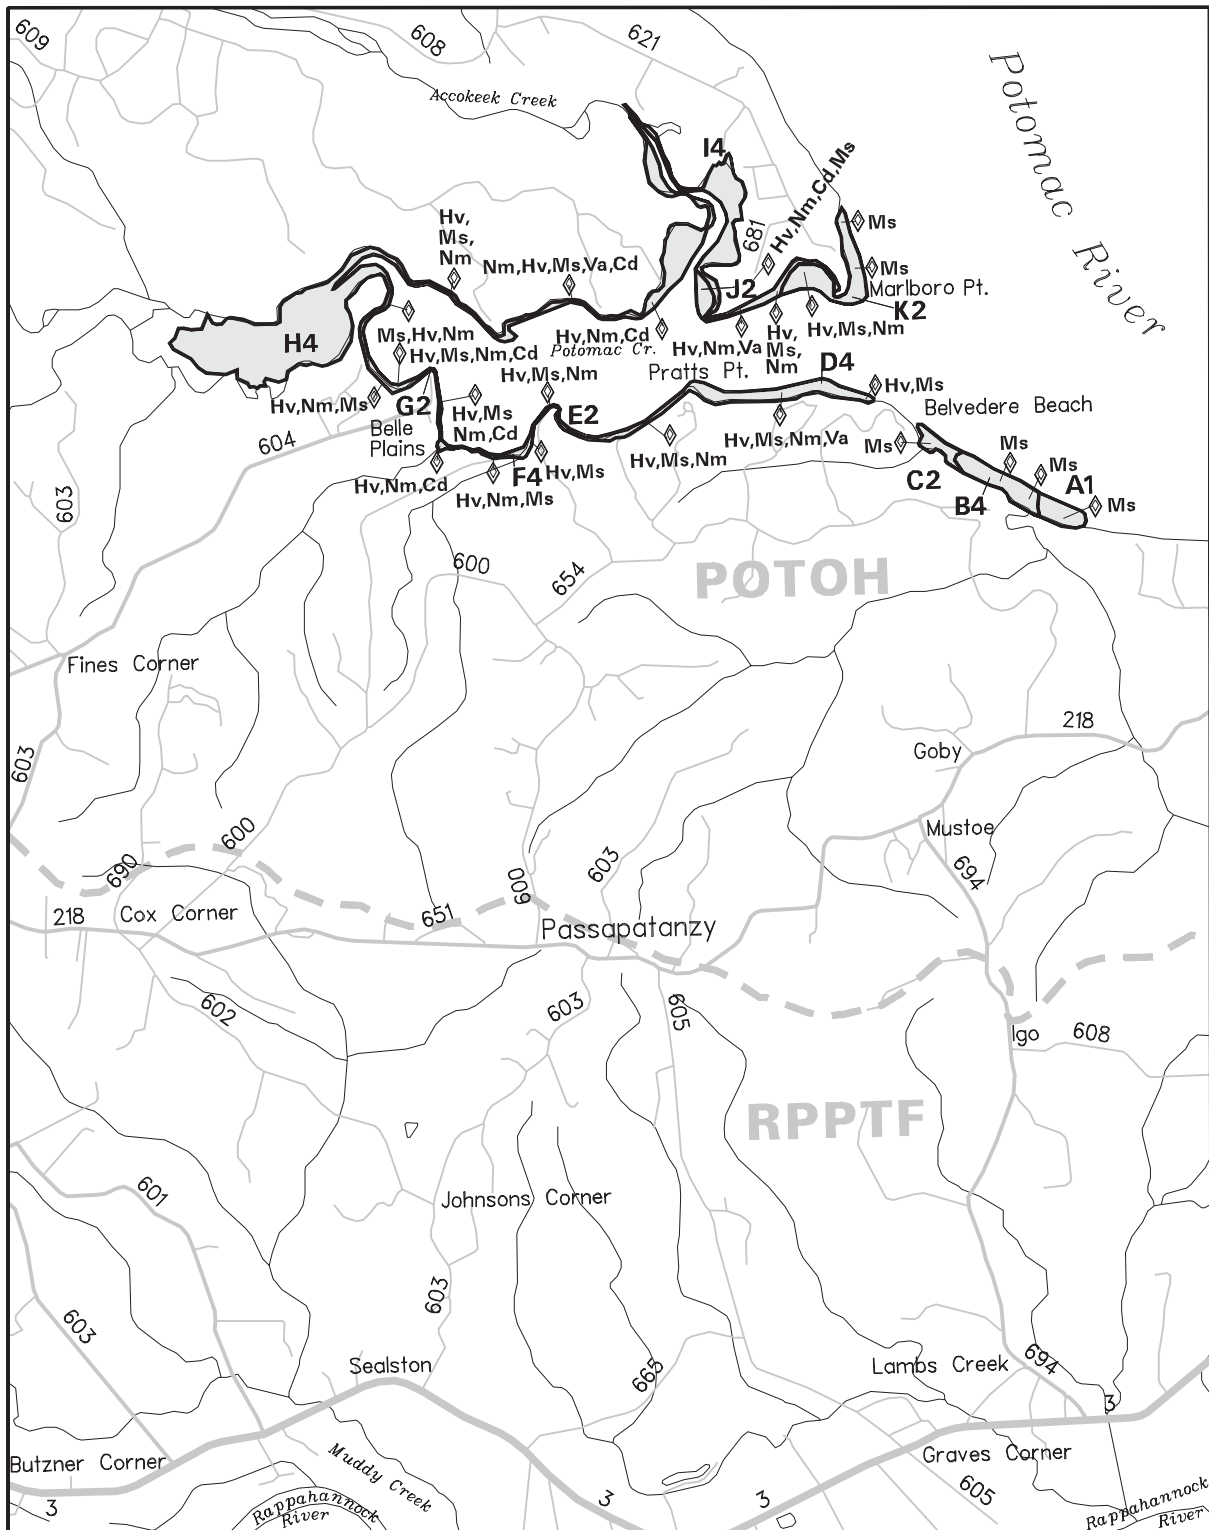 609
608
621
Potomac River
Accokeek Creek
I4
Hv,Nm,Cd,Ms
681
Hv,
Ms,
Nm
Ms
Nm,Hv,Ms,Va,Cd
Ms
J2
Marlboro Pt.
K2
H4
Ms,Hv,Nm
Hv,Nm,Cd
Hv,
Ms,
Nm
Hv,Ms,Nm
Hv,Ms,Nm,Cd
Potomac Cr.
Hv,Nm,Va
Hv,Ms,Nm
Pratts Pt.
D4
Hv,Ms
Hv,Nm,Ms
G2
Hv,Ms
Nm,Cd
E2
Belvedere Beach
604
Belle
Plains
Hv,Ms,Nm,Va
Ms
Ms
Hv,Ms,Nm
Ms
Hv,Nm,Cd
F4
Hv,Ms
C2
A1
603
Hv,Nm,Ms
B4
Ms
600
654
POTOH
Fines Corner
218
603
Goby
600
Mustoe
690
603
694
600
218
Cox Corner
651
Passapatanzy
602
603
605
Igo
608
RPPTF
601
Johnsons Corner
603
603
Sealston
665
Lambs Creek
694
3
Butzner Corner
Muddy Creek
Graves Corner
3
Rappahannock
River
3
3
605
Rappahannock
River